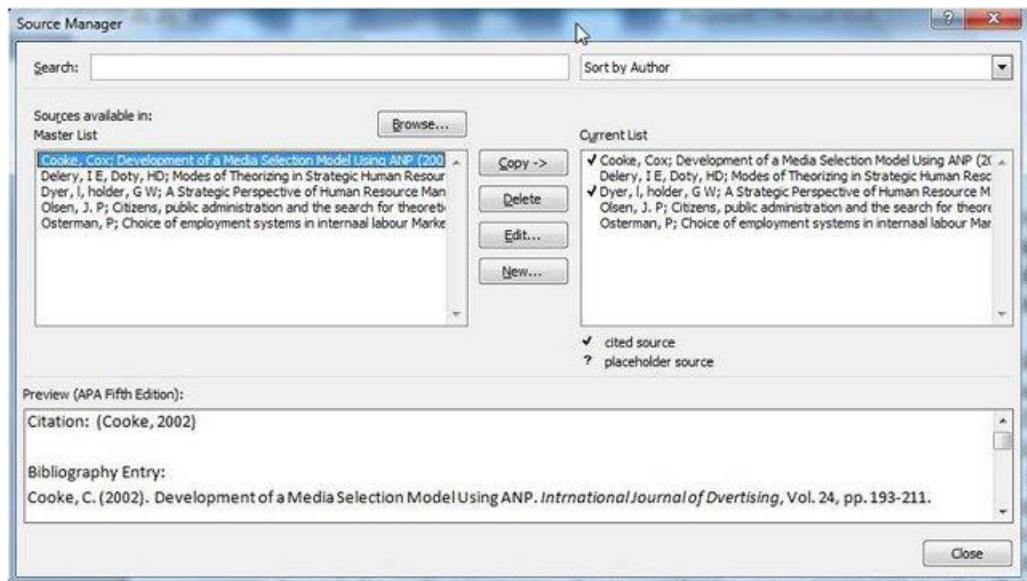 Source Manager
Search:
Sort by Author
Sources available in:
Master List
Browse...
Current List
Cooke, Cox; Development of a Media Selection Model Using ANP (200
Delery, I E, Doty, HD; Modes of Theorizing in Strategic Human Resour
Dyer, l, holder, G W; A Strategic Perspective of Human Resource Man
Olsen, J. P; Citizens, public administration and the search for theoreti
Osterman, P; Choice of employment systems in internaal labour Marke
Copy ->
Delete
Edit...
New...
✔ Cooke, Cox; Development of a Media Selection Model Using ANP (20
Delery, I E, Doty, HD; Modes of Theorizing in Strategic Human Resc
✔ Dyer, l, holder, G W; A Strategic Perspective of Human Resource M
Olsen, J. P; Citizens, public administration and the search for theore
Osterman, P; Choice of employment systems in internaal labour Mar
✔ cited source
? placeholder source
Preview (APA Fifth Edition):
Citation: (Cooke, 2002)
Bibliography Entry:
Cooke, C. (2002). Development of a Media Selection Model Using ANP. Intrnational Journal of Dvertising, Vol. 24, pp. 193-211.
Close